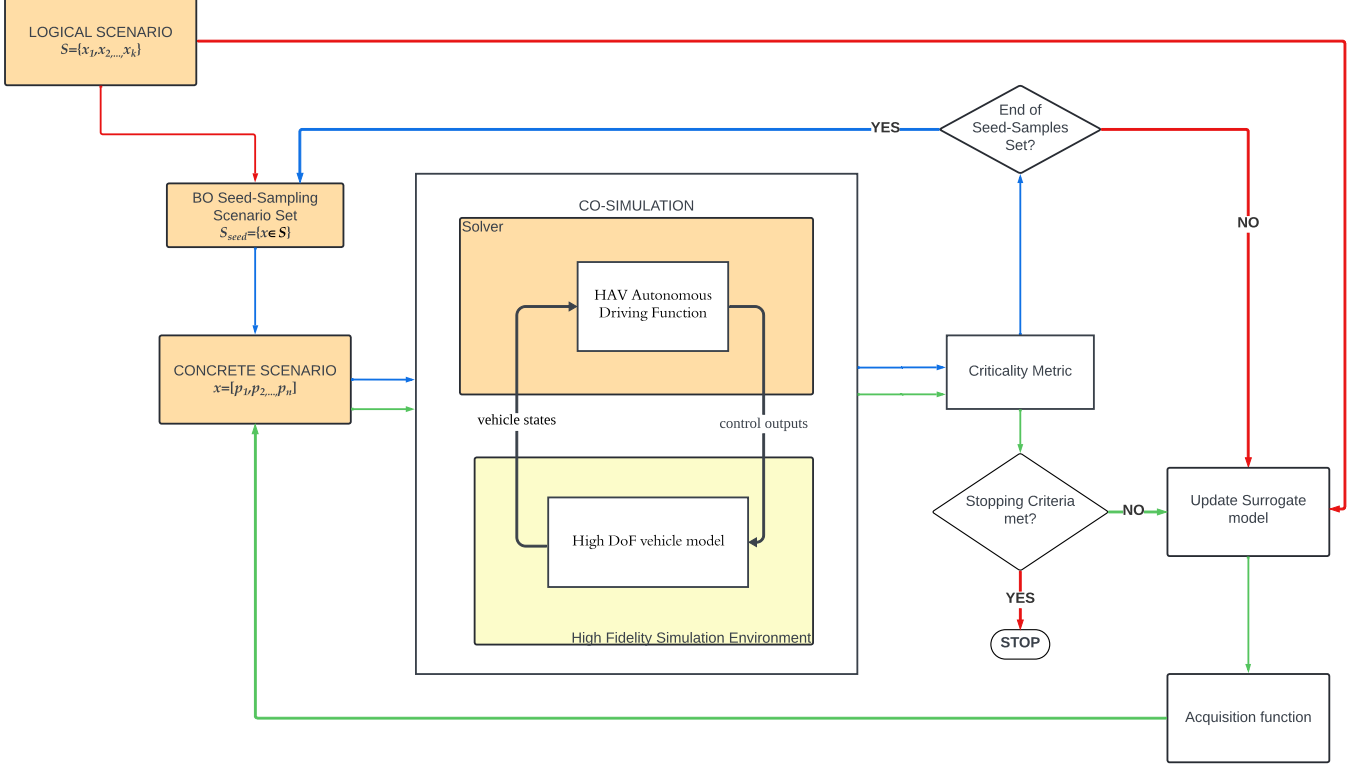 LOGICAL SCENARIO
S={x1,x2,...,xk}
End of
Seed-Samples
Set?
YES
NO
BO Seed-Sampling
Scenario Set
Sseed={x∈S}
CO-SIMULATION
Solver
HAV Autonomous
Driving Function
CONCRETE SCENARIO
x=[p1,p2,...,pn]
Criticality Metric
vehicle states
control outputs
High DoF vehicle model
High Fidelity Simulation Environment
Stopping Criteria
met?
NO
YES
STOP
Update Surrogate
model
Acquisition function